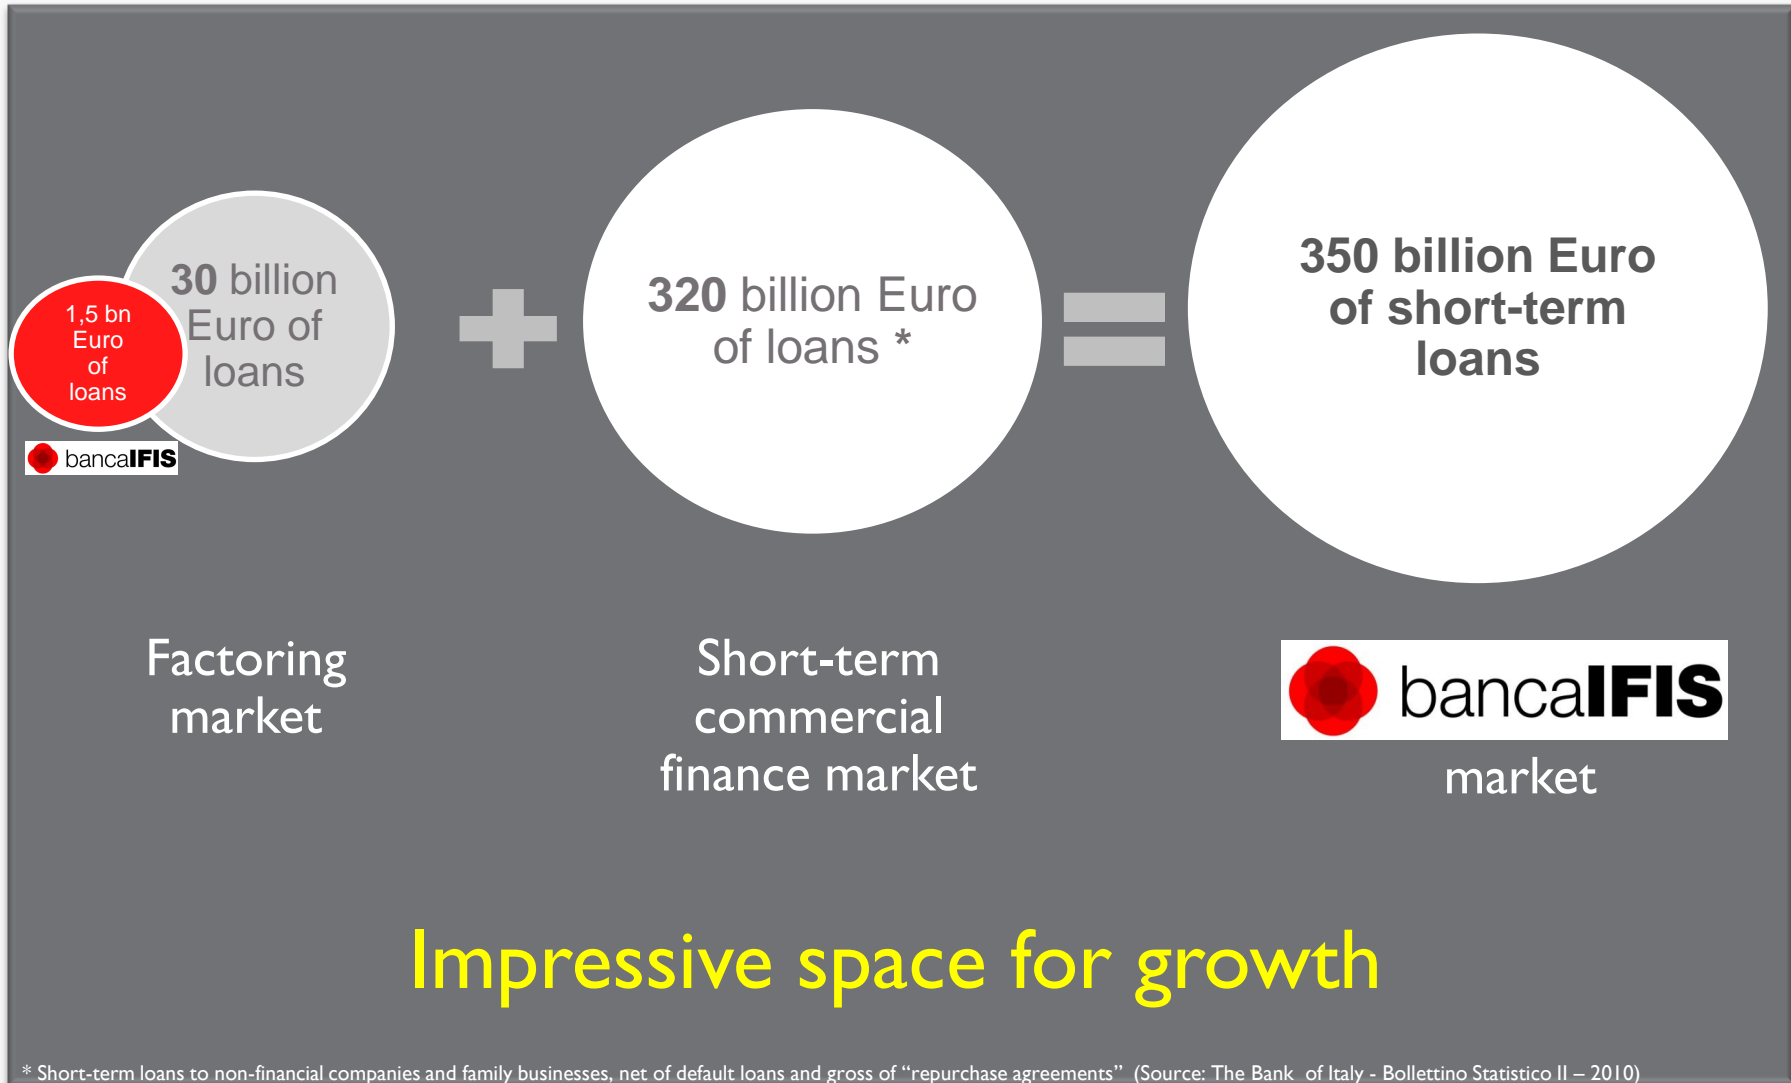 30 billion
Euro of
loans
1,5 bn
Euro
of
loans
bancaIFIS
320 billion Euro
of loans *
350 billion Euro
of short-term
loans
Factoring
market
Short-term
commercial
finance market
bancaIFIS
market
Impressive space for growth
* Short-term loans to non-financial companies and family businesses, net of default loans and gross of “repurchase agreements” (Source: The Bank of Italy - Bollettino Statistico II – 2010)